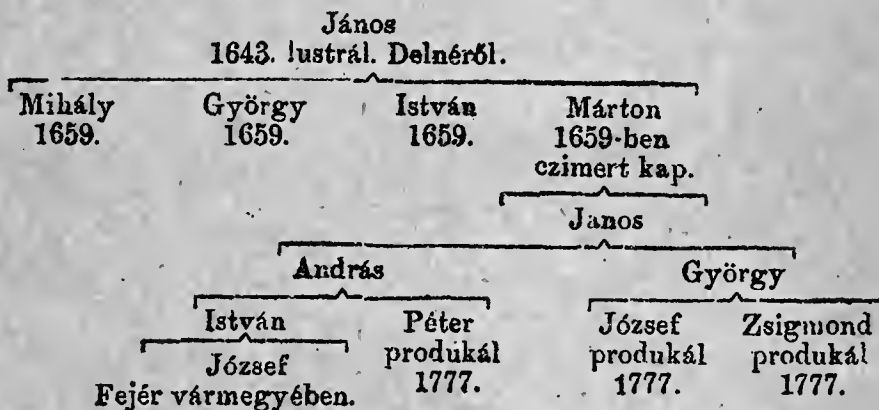 János
1643. lustrál. Delnéről.
Mihály György István Márton
1659. 1659. 1659. 1659-ben
czimert kap.
Janos
András György
István Péter József Zsigmond
produkál produkál produkál
József 1777. 1777. 1777.
Fejér vármegyében.